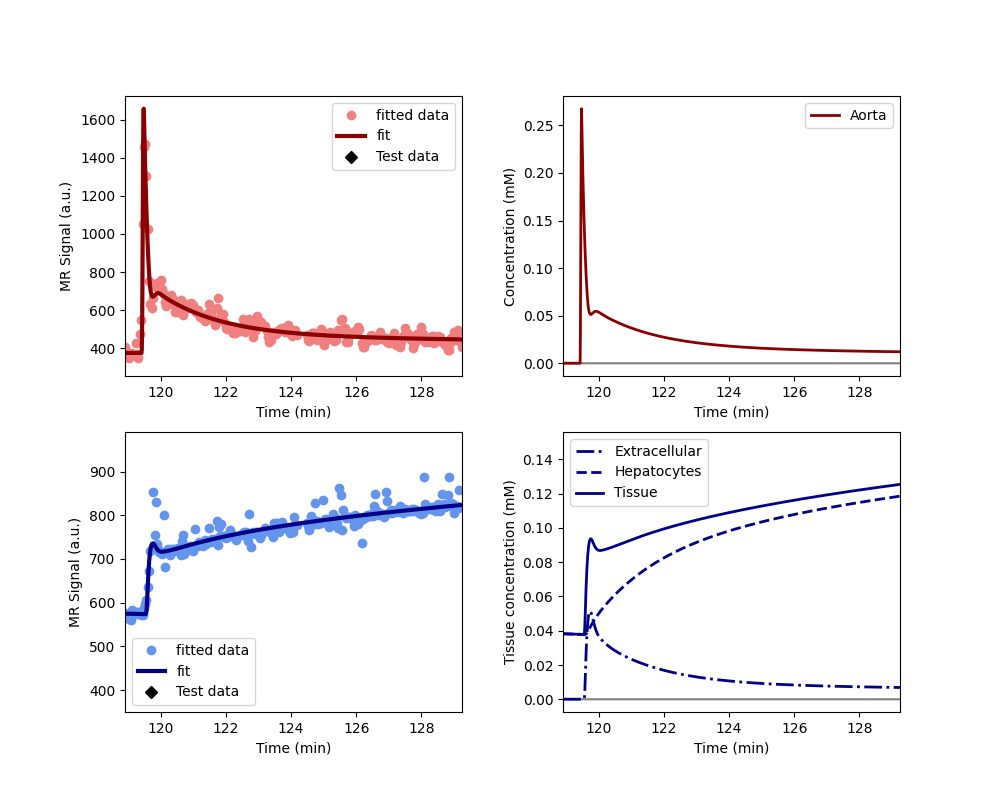 1600
1400
1200
1000
800
600
400
MR Signal (a.u.)
120 122 124 126 128
Time (min)
fitted data
fit
Test data
0.25
0.20
0.15
0.10
0.05
0.00
Concentration (mM)
120 122 124 126 128
Time (min)
Aorta
900
800
700
600
500
400
MR Signal (a.u.)
120 122 124 126 128
Time (min)
fitted data
fit
Test data
0.14
0.12
0.10
0.08
0.06
0.04
0.02
0.00
Tissue concentration (mM)
120 122 124 126 128
Time (min)
Extracellular
Hepatocytes
Tissue